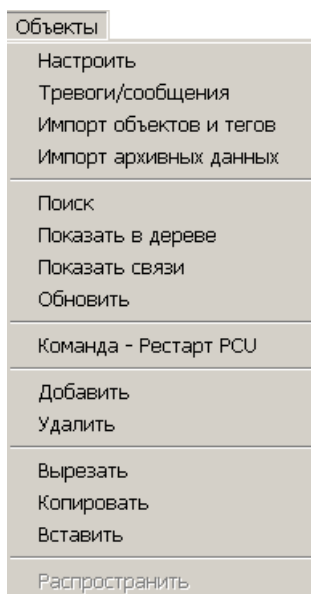 Объекты
Настроить
Тревоги/сообщения
Импорт объектов и тегов
Импорт архивных данных
Поиск
Показать в дереве
Показать связи
Обновить
Команда - Рестарт PCU
Добавить
Удалить
Вырезать
Копировать
Вставить
Распространить